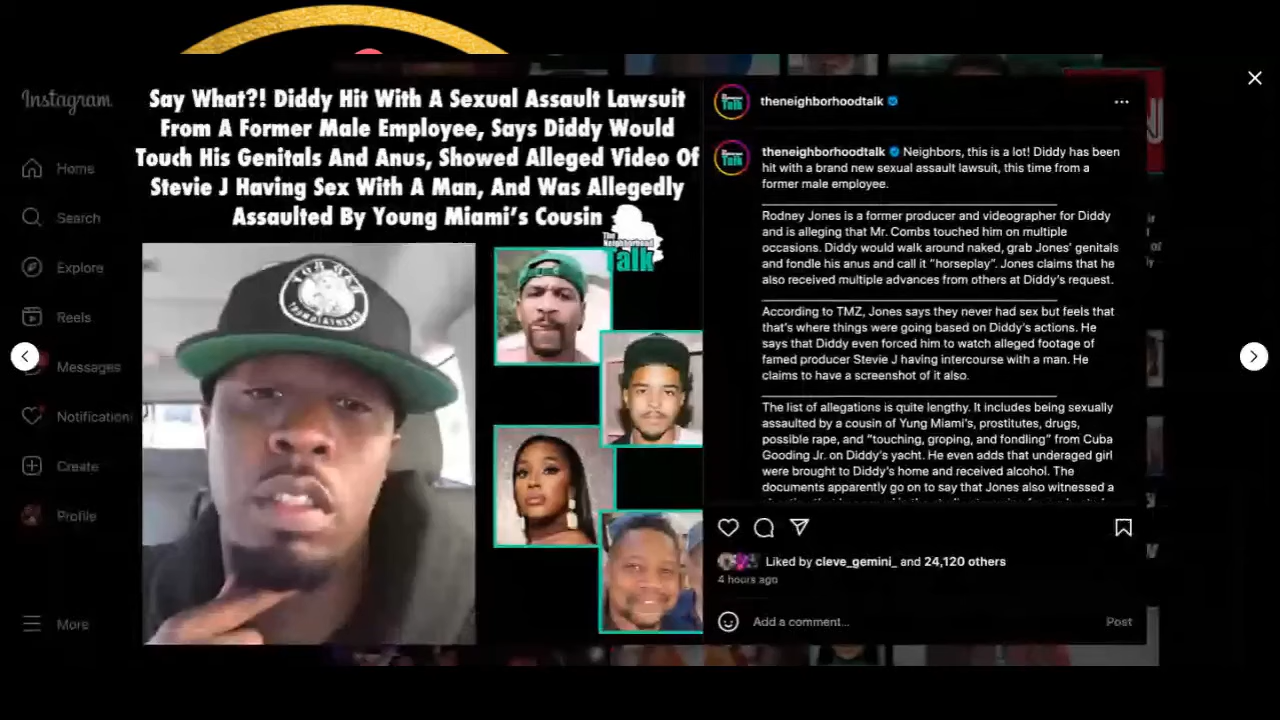 Instagram
Home
Search
Explore
Reels
Messages
Notification
Create
Profile
More
Say What?! Diddy Hit With A Sexual Assault Lawsuit
From A Former Male Employee, Says Diddy Would
Touch His Genitals And Anus, Showed Alleged Video Of
Stevie J Having Sex With A Man, And Was Allegedly
Assaulted By Young Miami's Cousin
The
Neighborhood
Talk
theneighborhoodtalk
theneighborhoodtalk Neighbors, this is a lot! Diddy has been
hit with a brand new sexual assault lawsuit, this time from a
former male employee.
Rodney Jones is a former producer and videographer for Diddy
and is alleging that Mr. Combs touched him on multiple
occasions. Diddy would walk around naked, grab Jones' genitals
and fondle his anus and call it "horseplay". Jones claims that he
also received multiple advances from others at Diddy's request.
According to TMZ, Jones says they never had sex but feels that
that's where things were going based on Diddy's actions. He
says that Diddy even forced him to watch alleged footage of
famed producer Stevie J having intercourse with a man. He
claims to have a screenshot of it also.
The list of allegations is quite lengthy. It includes being sexually
assaulted by a cousin of Yung Miami's, prostitutes, drugs,
possible rape, and "touching, groping, and fondling" from Cuba
Gooding Jr. on Diddy's yacht. He even adds that underaged girl
were brought to Diddy's home and received alcohol. The
documents apparently go on to say that Jones also witnessed a
Liked by cleve_gemini_ and 24,120 others
4 hours ago
Add a comment...
Post